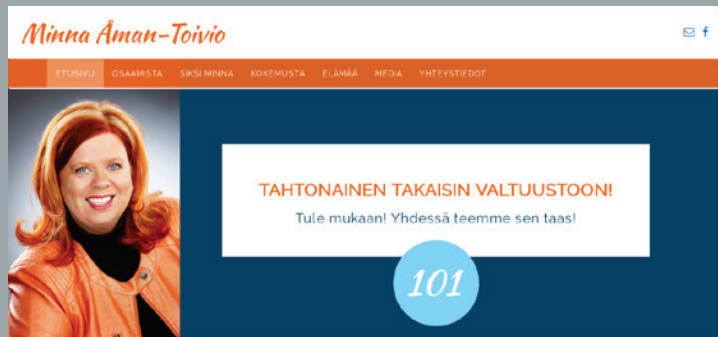 Minna Åman-Toivio
ETUSIVU OSAAMISTA SIKSI MINNA KOKEMUSTA ELÄMÄÄ MEDIA YHTEYSTIEDOT
TAHTONAINEN TAKAISIN VALTUUSTOON!
Tule mukaan! Yhdessä teemme sen taas!
101